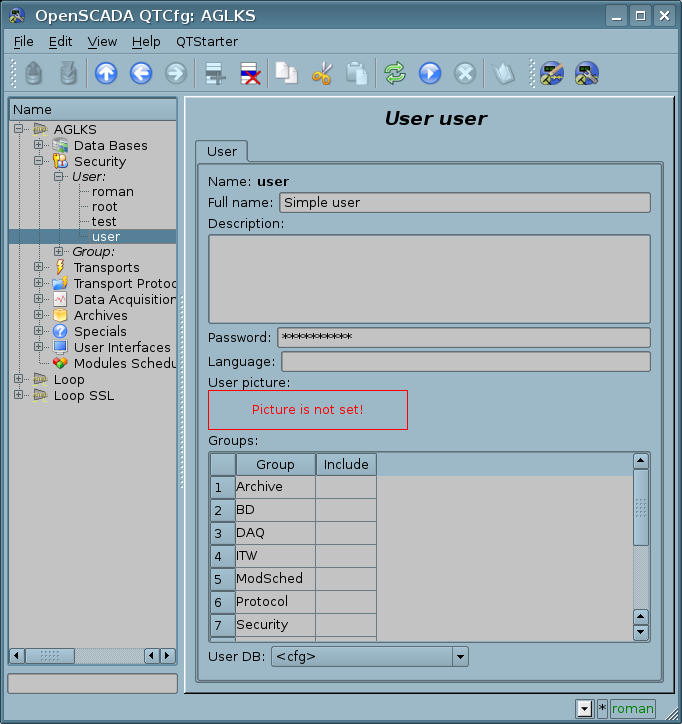 OpenSCADA QTCfg: AGLKS
File Edit View Help QTStarter
Name
AGLKS
Data Bases
Security
User:
roman
root
test
user
Group:
Transports
Transport Protoc
Data Acquisition
Archives
Specials
User Interfaces
Modules Schedu
Loop
Loop SSL
User user
User
Name: user
Full name: Simple user
Description:
Password: **********
Language:
User picture:
Picture is not set!
Groups:
Group Include
1 Archive
2 BD
3 DAQ
4 ITW
5 ModSched
6 Protocol
7 Security
User DB: <cfg>
* roman